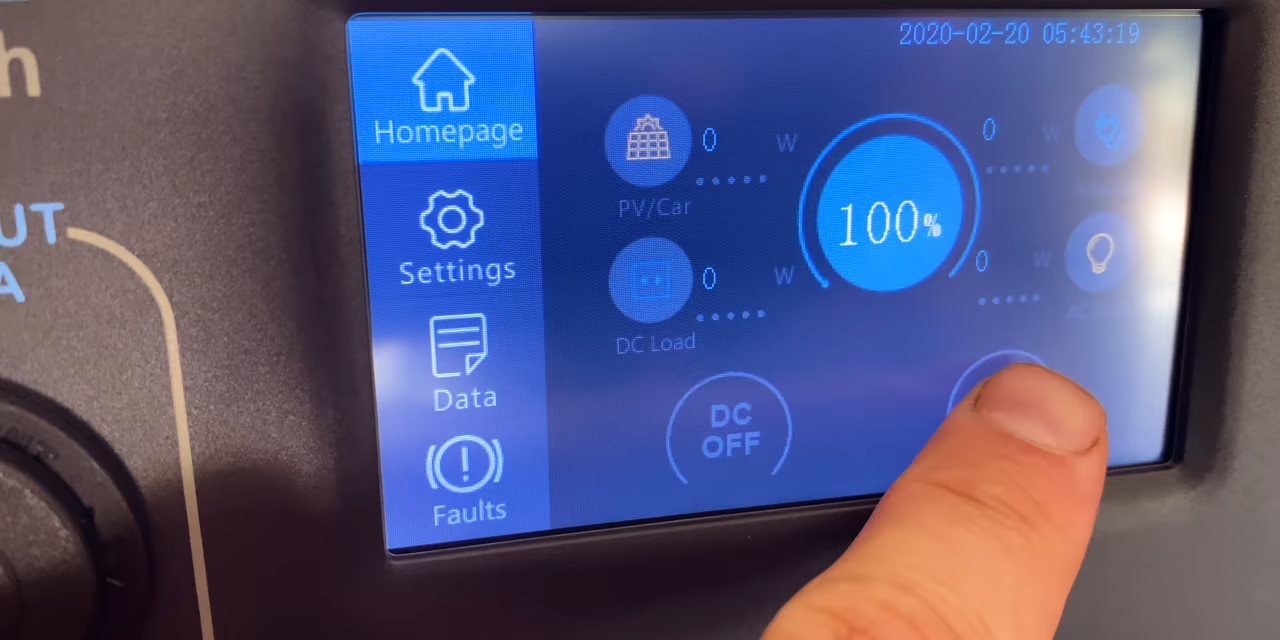 h
UT
A
2020-02-20 05:43:19
Homepage
Settings
Data
Faults
0 W
PV/Car
0 W
DC Load
100%
0 W
0 W
DC
OFF